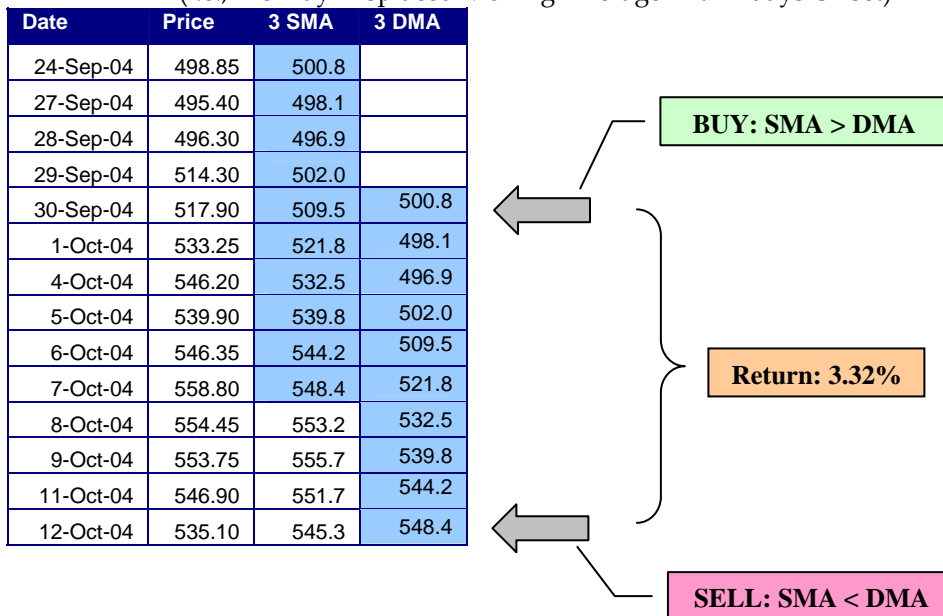 Date Price 3 SMA 3 DMA
24-Sep-04 498.85 500.8
27-Sep-04 495.40 498.1
28-Sep-04 496.30 496.9
29-Sep-04 514.30 502.0
30-Sep-04 517.90 509.5 500.8
1-Oct-04 533.25 521.8 498.1
4-Oct-04 546.20 532.5 496.9
5-Oct-04 539.90 539.8 502.0
6-Oct-04 546.35 544.2 509.5
7-Oct-04 558.80 548.4 521.8
8-Oct-04 554.45 553.2 532.5
9-Oct-04 553.75 555.7 539.8
11-Oct-04 546.90 551.7 544.2
12-Oct-04 535.10 545.3 548.4
BUY: SMA > DMA
Return: 3.32%
SELL: SMA < DMA